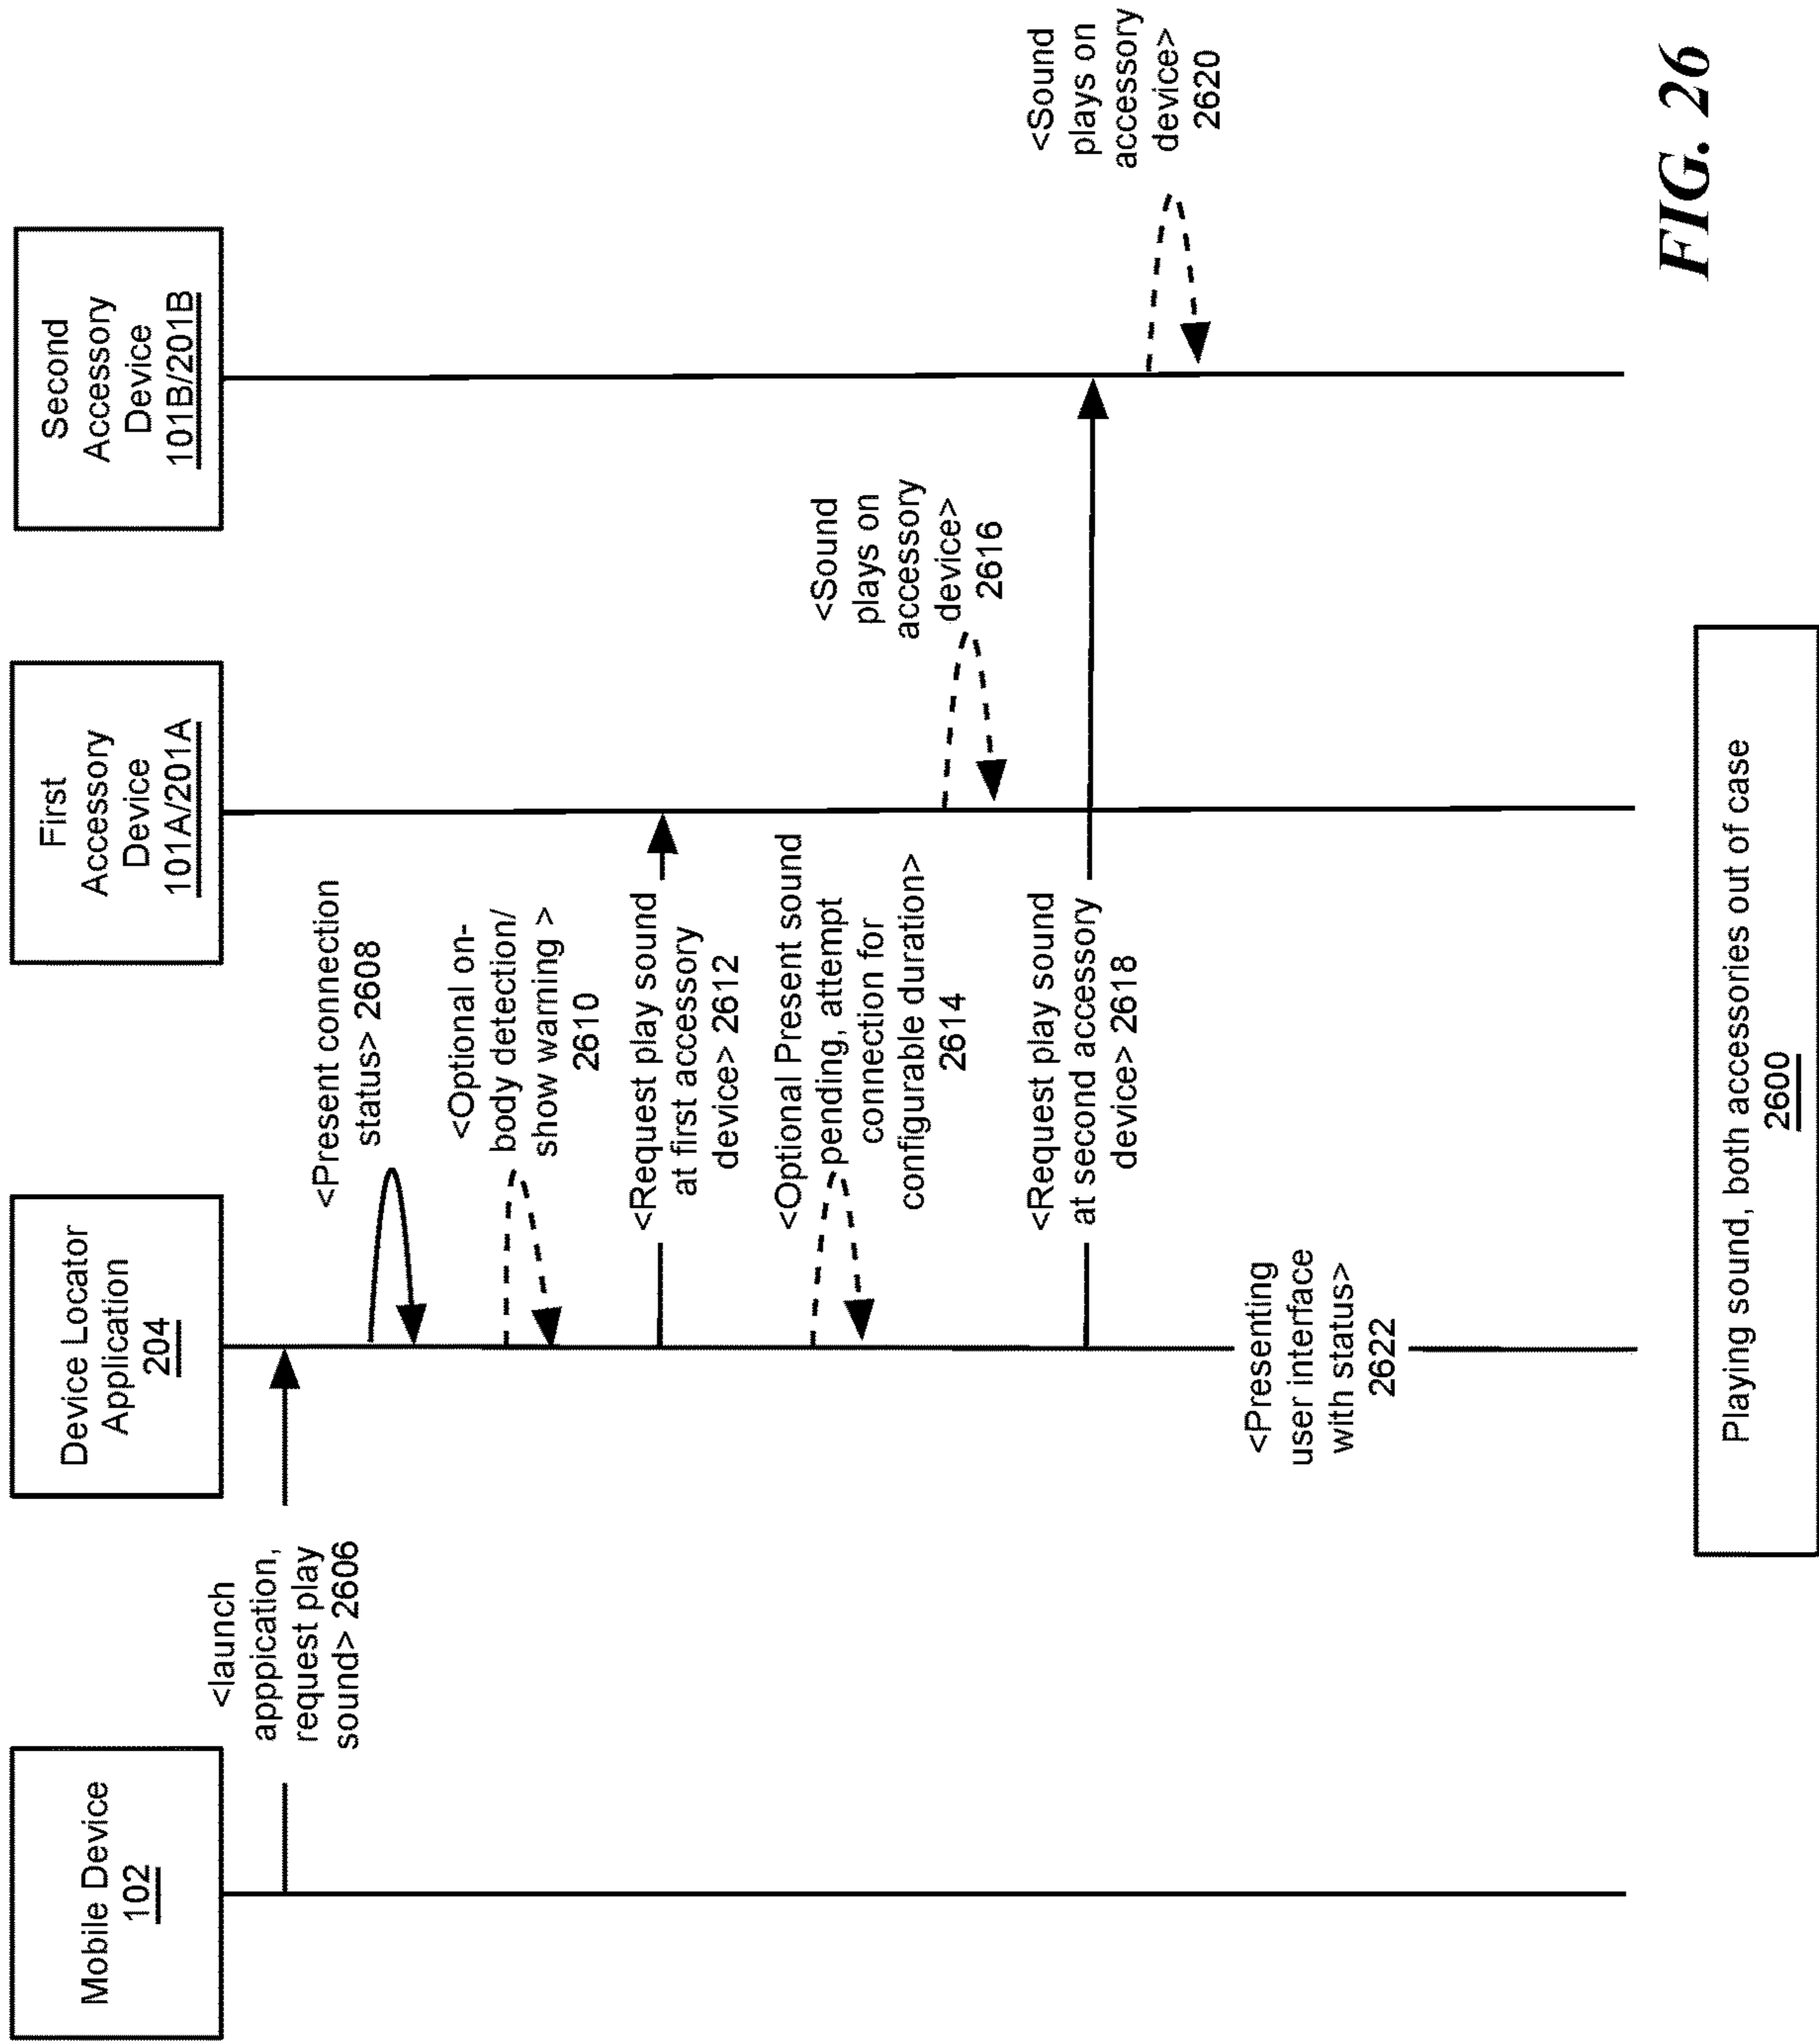 Mobile Device
102
Device Locator
Application
204
First
Accessory
Device
101A/201A
Second
Accessory
Device
101B/201B
<launch
appication,
request play
sound> 2606
<Present connection
status> 2608
<Optional on-
body detection/
show warning >
2610
<Request play sound
at first accessory
device> 2612
<Optional Present sound
pending, attempt
connection for
configurable duration>
2614
<Sound
plays on
accessory
device>
2616
<Request play sound
at second accessory
device> 2618
<Sound
plays on
accessory
device>
2620
<Presenting
user interface
with status>
2622
Playing sound, both accessories out of case
2600
FIG. 26